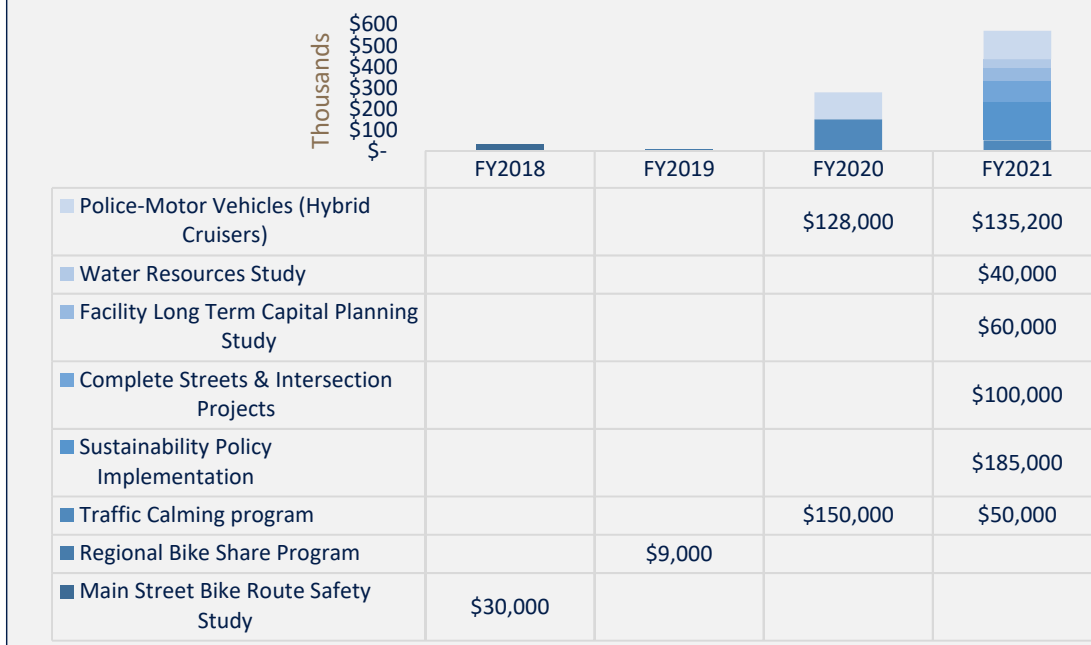 Thousands
$600
$500
$400
$300
$200
$100
$-
FY2018 FY2019 FY2020 FY2021
Police-Motor Vehicles (Hybrid
Cruisers)
$128,000 $135,200
Water Resources Study $40,000
Facility Long Term Capital Planning
Study
$60,000
Complete Streets & Intersection
Projects
$100,000
Sustainability Policy
Implementation
$185,000
Traffic Calming program $150,000 $50,000
Regional Bike Share Program $9,000
Main Street Bike Route Safety
Study
$30,000